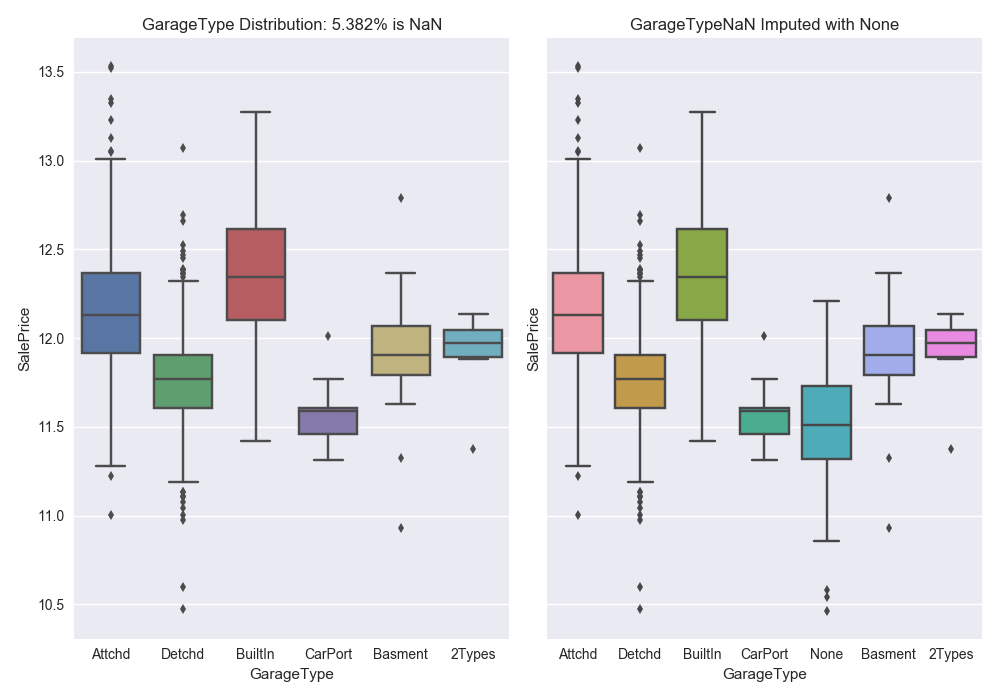 GarageType Distribution: 5.382% is NaN
GarageTypeNaN Imputed with None
13.5
13.0
12.5
12.0
11.5
11.0
10.5
SalePrice
SalePrice
Attchd Detchd BuiltIn CarPort Basment 2Types
Attchd Detchd BuiltIn CarPort None Basment 2Types
GarageType
GarageType